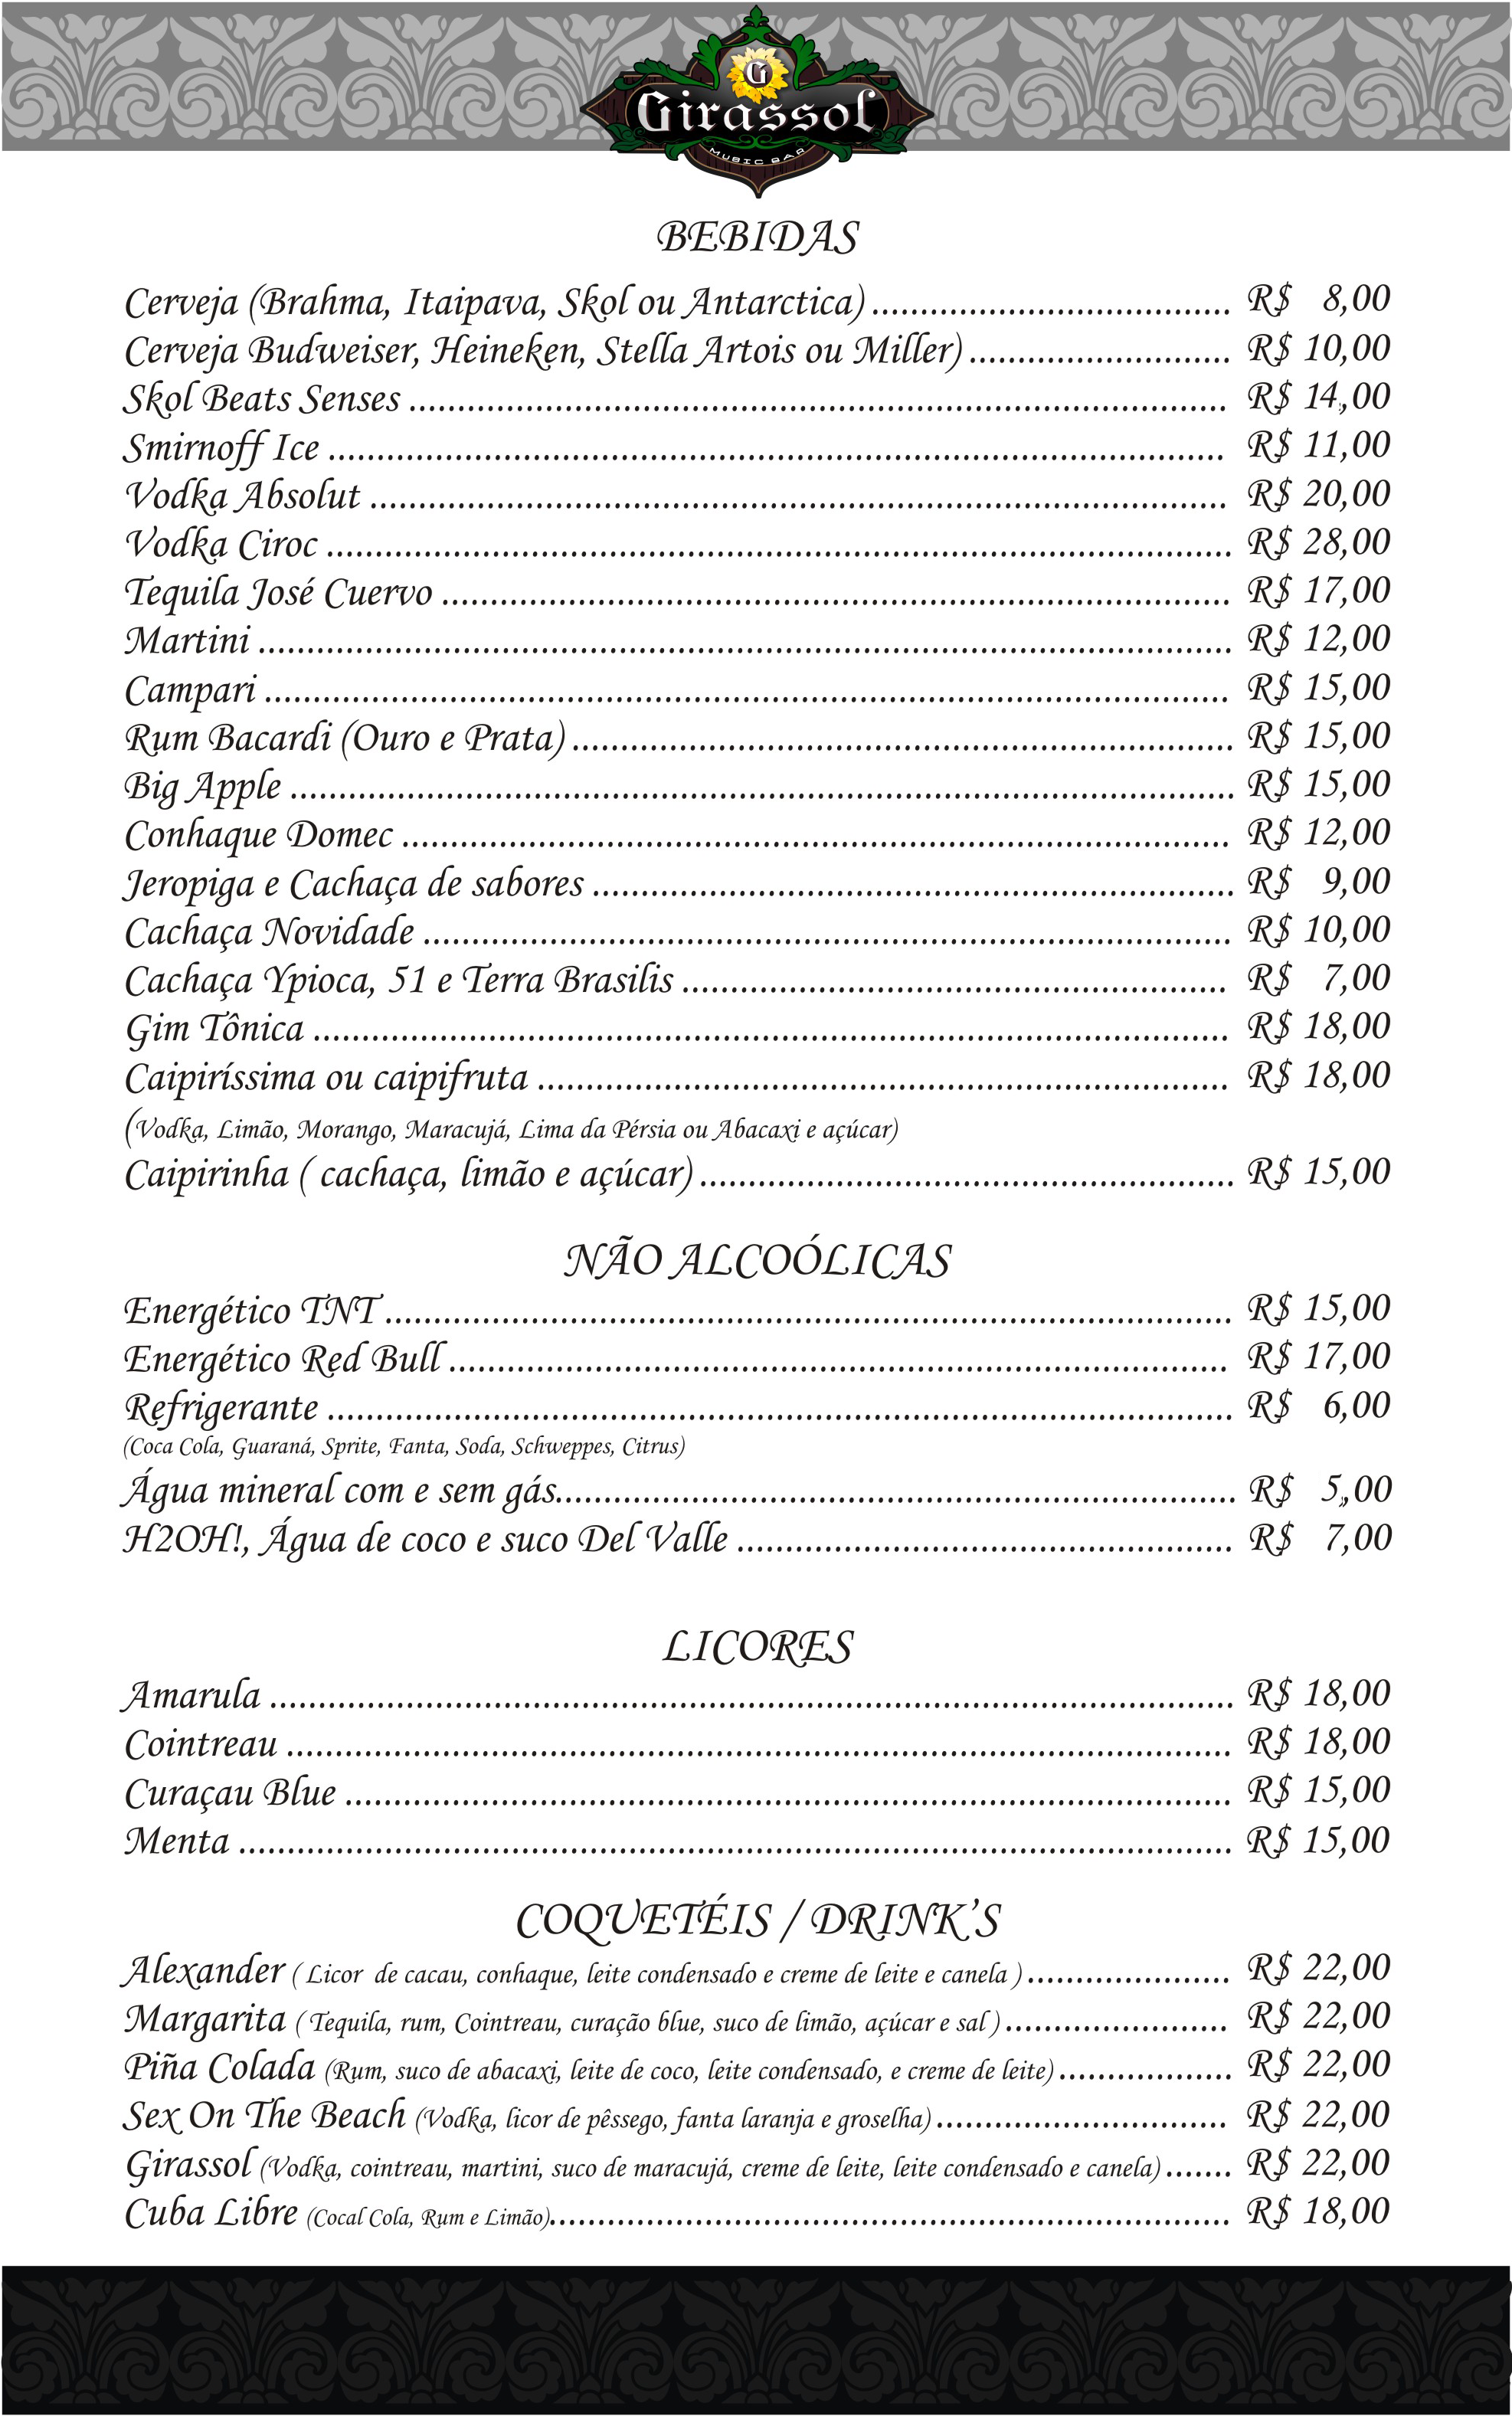 G
Girassol
MUSIC BAR
BEBIDAS
Cerveja (Brahma, Itaipava, Skol ou Antarctica) ..................................... R$ 8,00
Cerveja Budweiser, Heineken, Stella Artois ou Miller) ........................... R$ 10,00
Skol Beats Senses .................................................................................... R$ 14,00
Smirnoff Ice ............................................................................................ R$ 11,00
Vodka Absolut ........................................................................................ R$ 20,00
Vodka Ciroc ............................................................................................. R$ 28,00
Tequila José Cuervo ................................................................................. R$ 17,00
Martini .................................................................................................... R$ 12,00
Campari ................................................................................................... R$ 15,00
Rum Bacardi (Ouro e Prata) .................................................................... R$ 15,00
Big Apple ................................................................................................. R$ 15,00
Conhaque Domec ..................................................................................... R$ 12,00
Jeropiga e Cachaça de sabores .................................................................. R$ 9,00
Cachaça Novidade ................................................................................... R$ 10,00
Cachaça Ypioca, 51 e Terra Brasilis ........................................................ R$ 7,00
Gim Tônica .............................................................................................. R$ 18,00
Caipiríssima ou caipifruta ....................................................................... R$ 18,00
(Vodka, Limão, Morango, Maracujá, Lima da Pérsia ou Abacaxi e açúcar)
Caipirinha ( cachaça, limão e açúcar) ....................................................... R$ 15,00
NÃO ALCOÓLICAS
Energético TNT ....................................................................................... R$ 15,00
Energético Red Bull ................................................................................ R$ 17,00
Refrigerante ............................................................................................. R$ 6,00
(Coca Cola, Guaraná, Sprite, Fanta, Soda, Schweppes, Citrus)
Água mineral com e sem gás...................................................................... R$ 5,,00
H2OH!, Água de coco e suco Del Valle ................................................... R$ 7,00
LICORES
Amarula ................................................................................................... R$ 18,00
Cointreau ................................................................................................. R$ 18,00
Curaçau Blue ........................................................................................... R$ 15,00
Menta ...................................................................................................... R$ 15,00
COQUETÉIS / DRINK’S
Alexander ( Licor de cacau, conhaque, leite condensado e creme de leite e canela ) ..................... R$ 22,00
Margarita ( Tequila, rum, Cointreau, curação blue, suco de limão, açúcar e sal ) ....................... R$ 22,00
Piña Colada (Rum, suco de abacaxi, leite de coco, leite condensado, e creme de leite) .................. R$ 22,00
Sex On The Beach (Vodka, licor de pêssego, fanta laranja e groselha) .............................. R$ 22,00
Girassol (Vodka, cointreau, martini, suco de maracujá, creme de leite, leite condensado e canela) ....... R$ 22,00
Cuba Libre (Cocal Cola, Rum e Limão)...................................................................... R$ 18,00